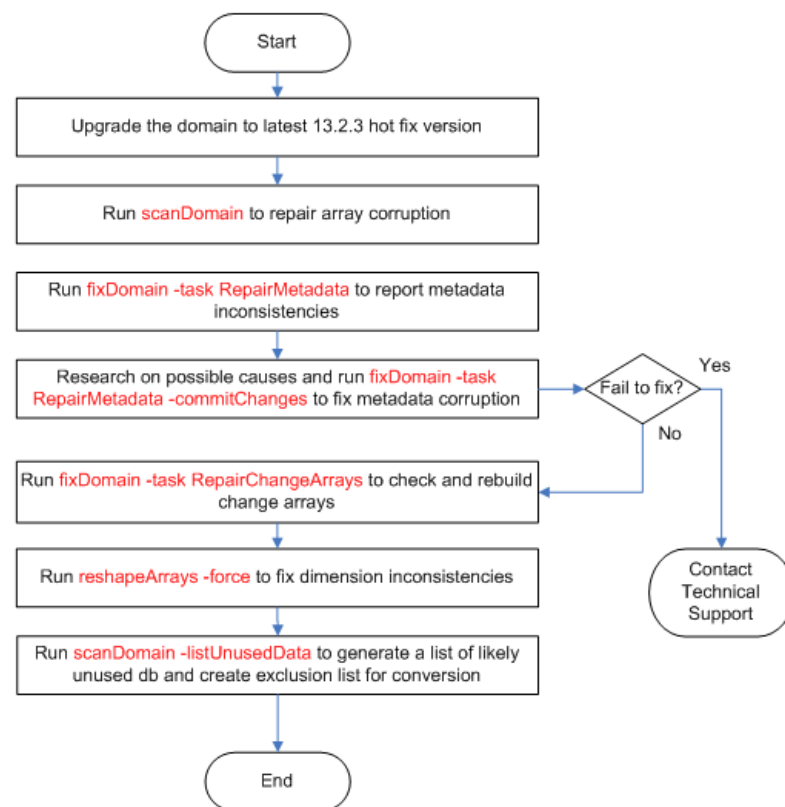 Start
Upgrade the domain to latest 13.2.3 hot fix version
Run scanDomain to repair array corruption
Run fixDomain -task RepairMetadata to report metadata
inconsistencies
Research on possible causes and run fixDomain -task
RepairMetadata -commitChanges to fix metadata corruption
Fail to fix?
Yes
No
Run fixDomain -task RepairChangeArrays to check and rebuild
change arrays
Run reshapeArrays -force to fix dimension inconsistencies
Contact
Technical
Support
Run scanDomain -listUnusedData to generate a list of likely
unused db and create exclusion list for conversion
End